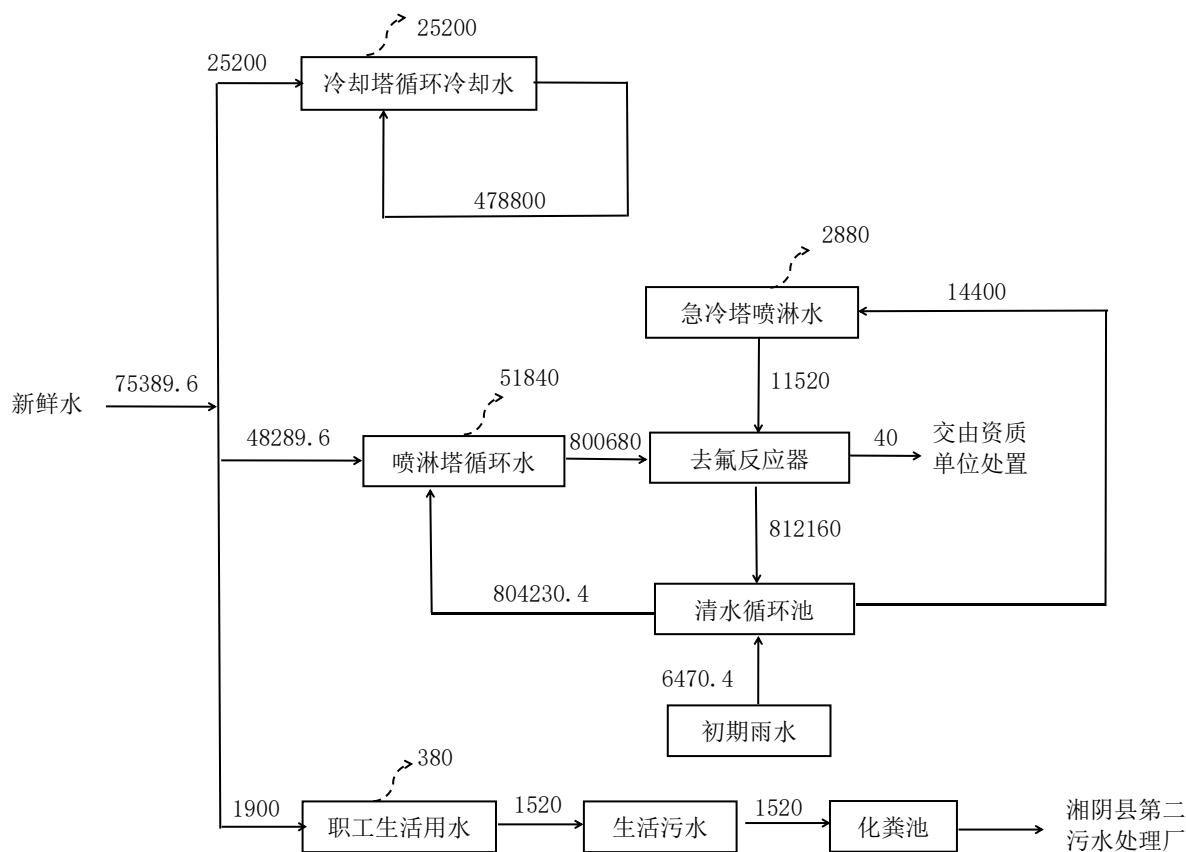 25200
25200
冷却塔循环冷却水
478800
2880
14400
急冷塔喷淋水
75389.6
新鲜水
51840
11520
48289.6
喷淋塔循环水
800680
去氟反应器
40
交由资质
单位处置
812160
804230.4
清水循环池
6470.4
初期雨水
380
1900
职工生活用水
1520
生活污水
1520
化粪池
湘阴县第二
污水处理厂